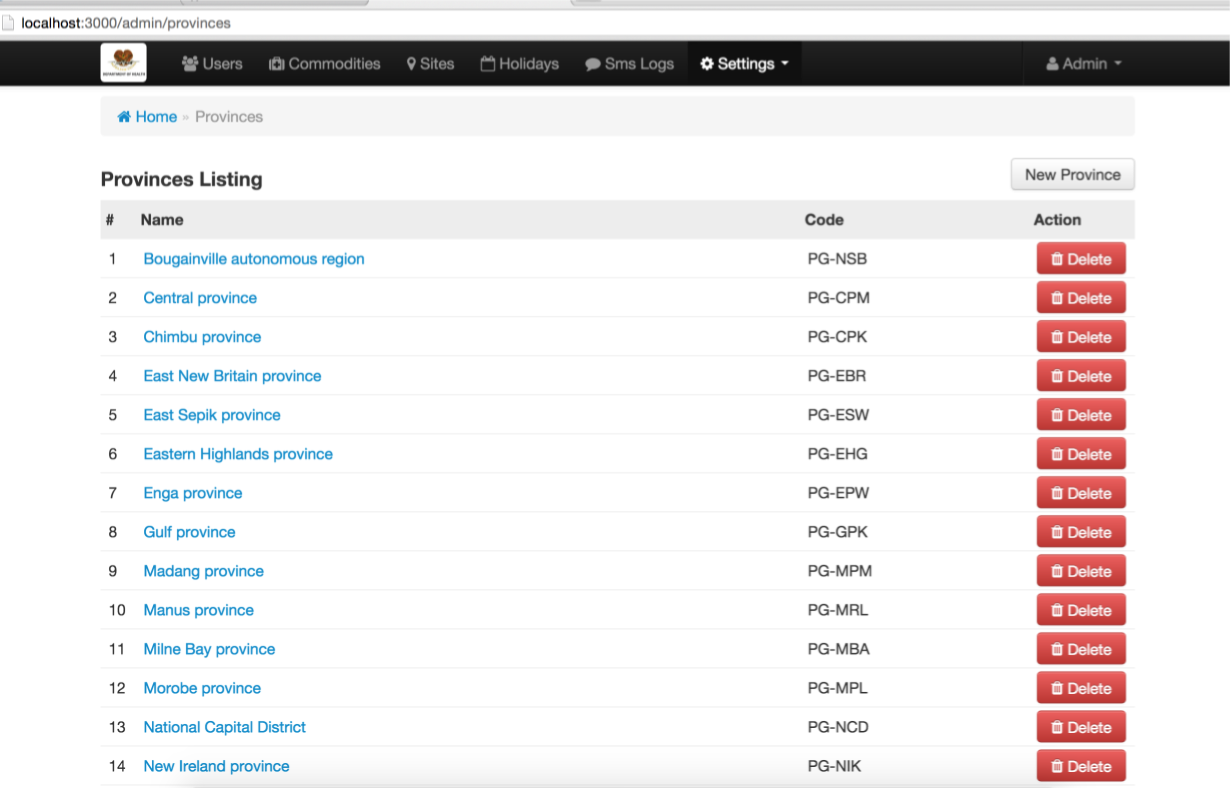 localhost:3000/admin/provinces
DEPARTMENT OF HEALTH Users Commodities Sites Holidays Sms Logs Settings Admin
Home » Provinces
Provinces Listing New Province
# Name Code Action
1 Bougainville autonomous region PG-NSB Delete
2 Central province PG-CPM Delete
3 Chimbu province PG-CPK Delete
4 East New Britain province PG-EBR Delete
5 East Sepik province PG-ESW Delete
6 Eastern Highlands province PG-EHG Delete
7 Enga province PG-EPW Delete
8 Gulf province PG-GPK Delete
9 Madang province PG-MPM Delete
10 Manus province PG-MRL Delete
11 Milne Bay province PG-MBA Delete
12 Morobe province PG-MPL Delete
13 National Capital District PG-NCD Delete
14 New Ireland province PG-NIK Delete